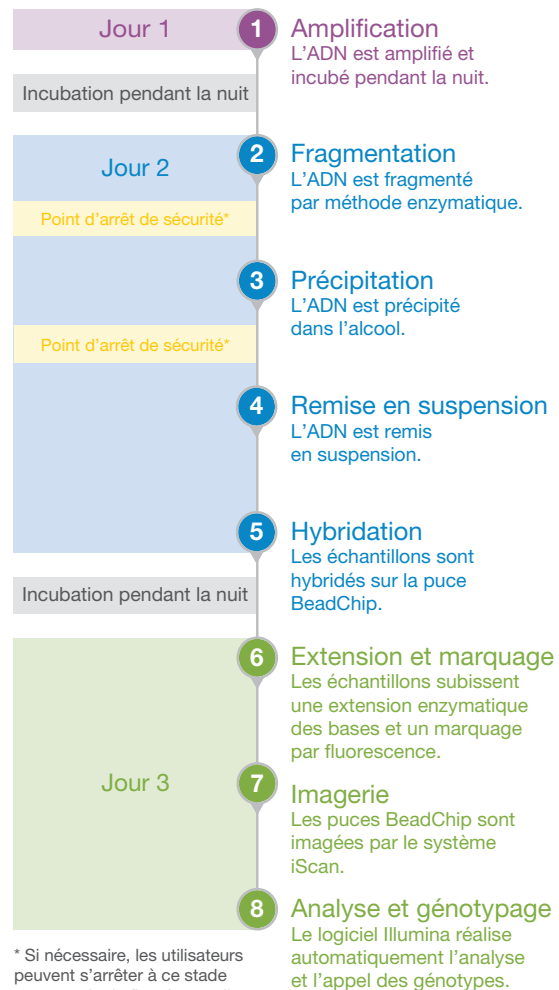 Jour 1
1
Amplification
L'ADN est amplifié et
incubé pendant la nuit.
Incubation pendant la nuit
Jour 2
2
Fragmentation
L'ADN est fragmenté
par méthode enzymatique.
Point d'arrêt de sécurité*
3
Précipitation
L'ADN est précipité
dans l'alcool.
Point d'arrêt de sécurité*
4
Remise en suspension
L'ADN est remis
en suspension.
5
Hybridation
Les échantillons sont
hybridés sur la puce
BeadChip.
Incubation pendant la nuit
Jour 3
6
Extension et marquage
Les échantillons subissent
une extension enzymatique
des bases et un marquage
par fluorescence.
7
Imagerie
Les puces BeadChip sont
imagées par le système
iScan.
8
Analyse et génotypage
Le logiciel Illumina réalise
automatiquement l'analyse
et l'appel des génotypes.
* Si nécessaire, les utilisateurs
peuvent s'arrêter à ce stade